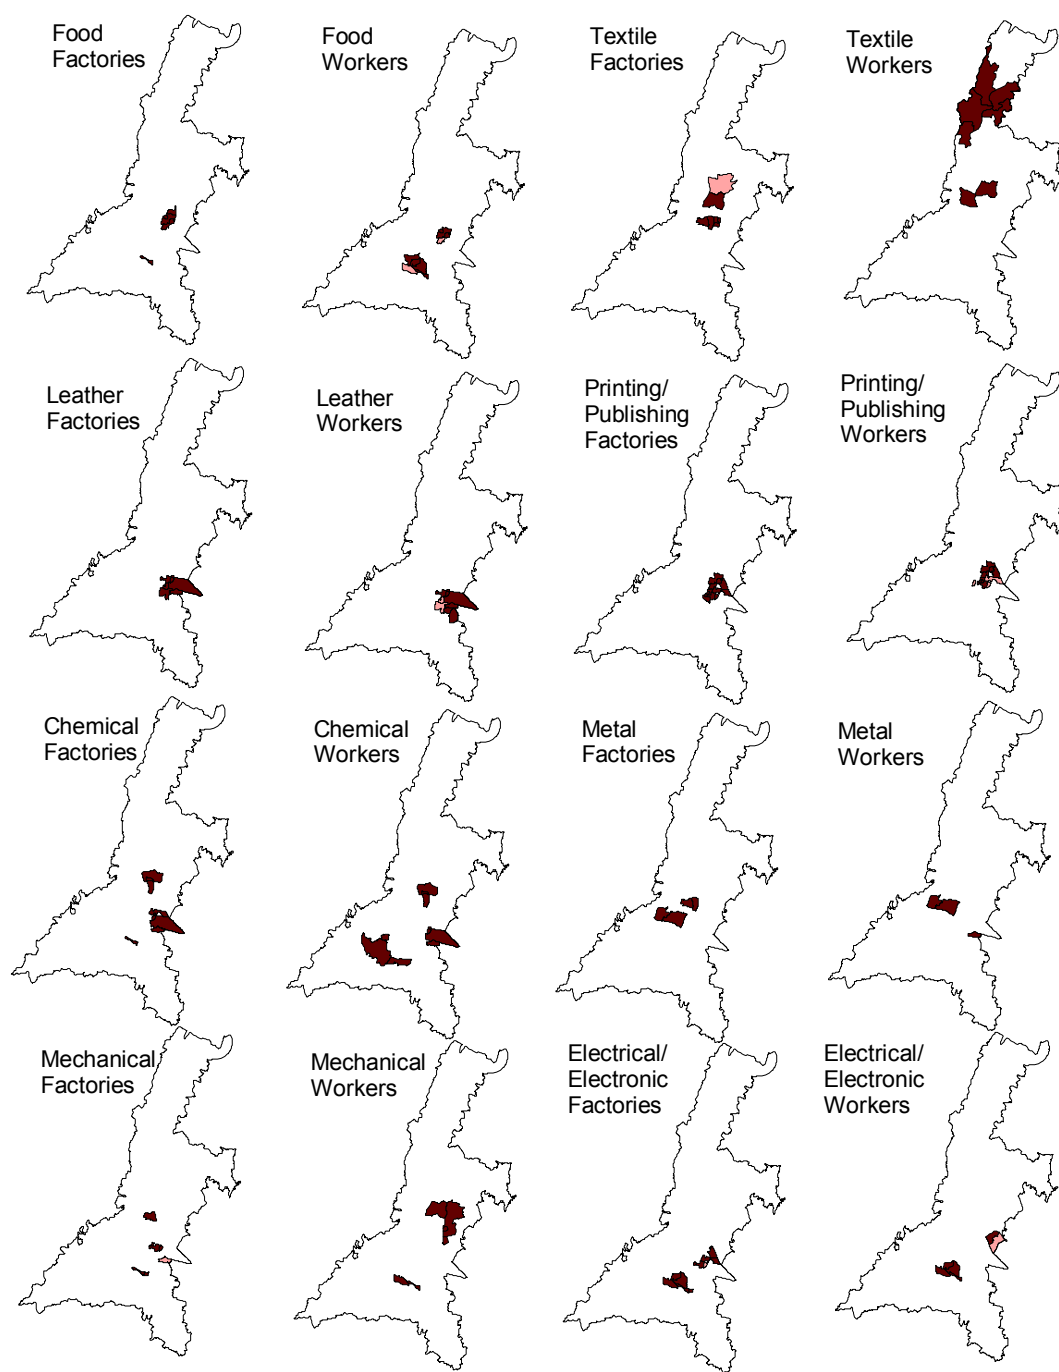 Food
Factories
Food
Workers
Textile
Factories
Textile
Workers
Leather
Factories
Leather
Workers
Printing/
Publishing
Factories
Printing/
Publishing
Workers
Chemical
Factories
Chemical
Workers
Metal
Factories
Metal
Workers
Mechanical
Factories
Mechanical
Workers
Electrical/
Electronic
Factories
Electrical/
Electronic
Workers